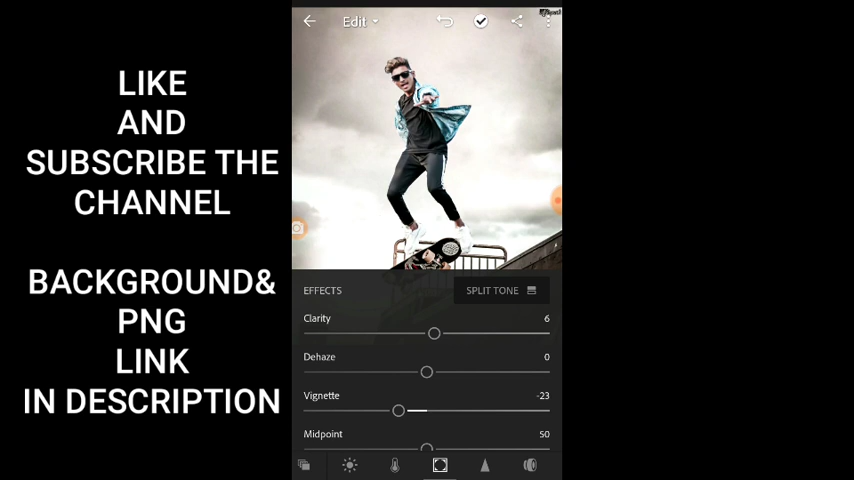 LIKE
AND
SUBSCRIBE THE
CHANNEL
BACKGROUND&
PNG
LINK
IN DESCRIPTION
Edit
EFFECTS
SPLIT TONE
Clarity 6
Dehaze 0
Vignette -23
Midpoint 50